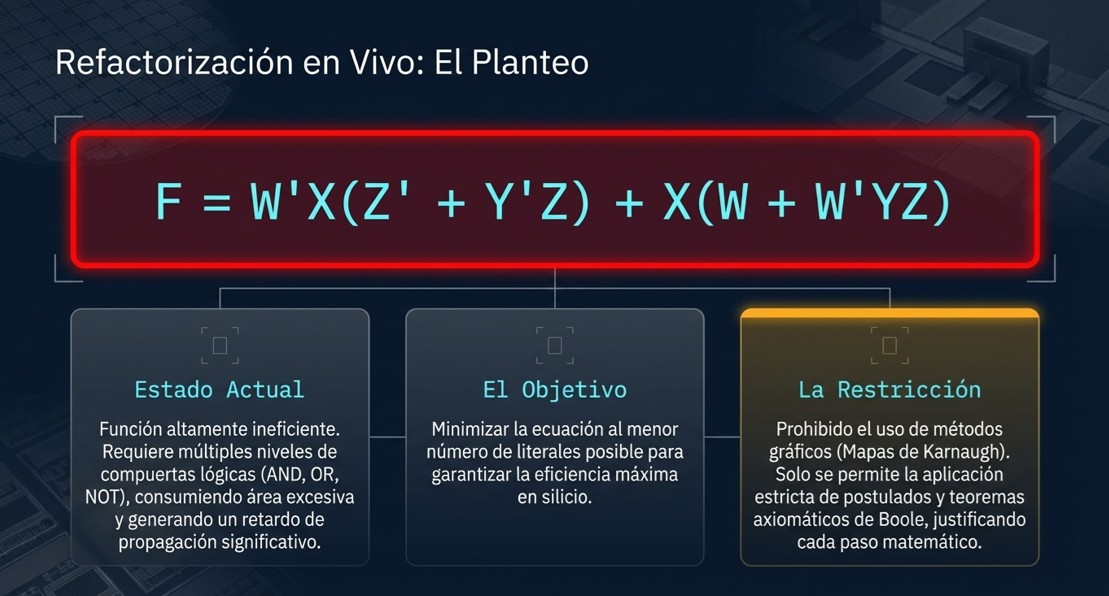 Refactorización en Vivo: El Planteo
F = W'X(Z' + Y'Z) + X(W + W'YZ)
Estado Actual
Función altamente ineficiente.
Requiere múltiples niveles de
compuertas lógicas (AND, OR,
NOT), consumiendo área excesiva
y generando un retardo de
propagación significativo.
El Objetivo
Minimizar la ecuación al menor
número de literales posible para
garantizar la eficiencia máxima
en silicio.
La Restricción
Prohibido el uso de métodos
gráficos (Mapas de Karnaugh).
Solo se permite la aplicación
estricta de postulados y teoremas
axiomáticos de Boole, justificando
cada paso matemático.